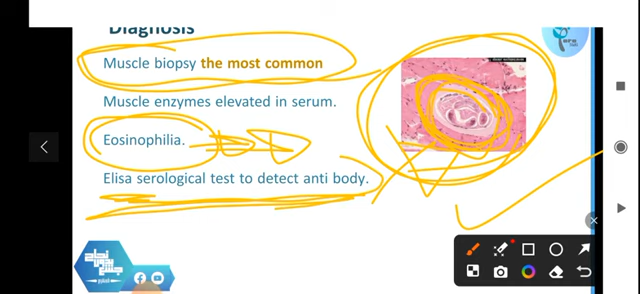 Diagnosis
Muscle biopsy the most common
Muscle enzymes elevated in serum.
Eosinophilia.
Elisa serological test to detect anti body.